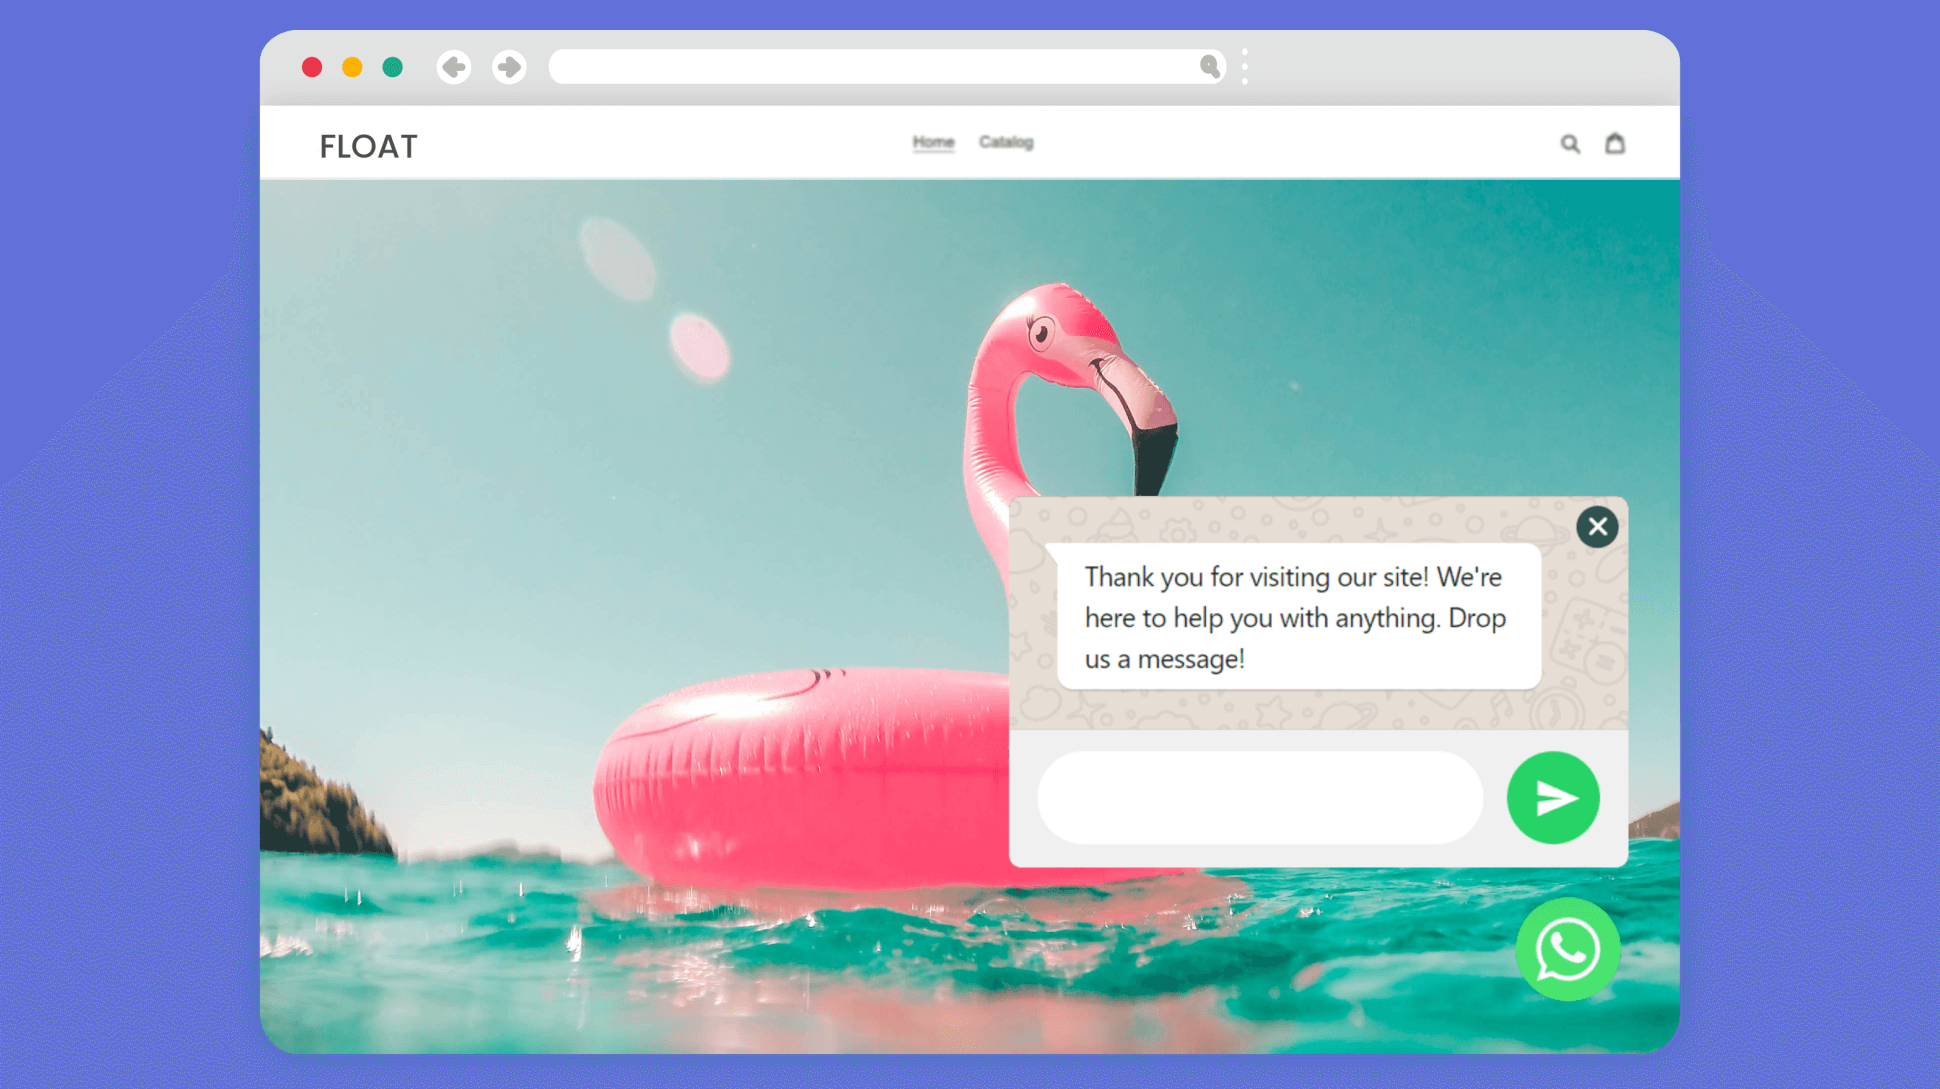 FLOAT
Home Catalog
Thank you for visiting our site! We're
here to help you with anything. Drop
us a message!